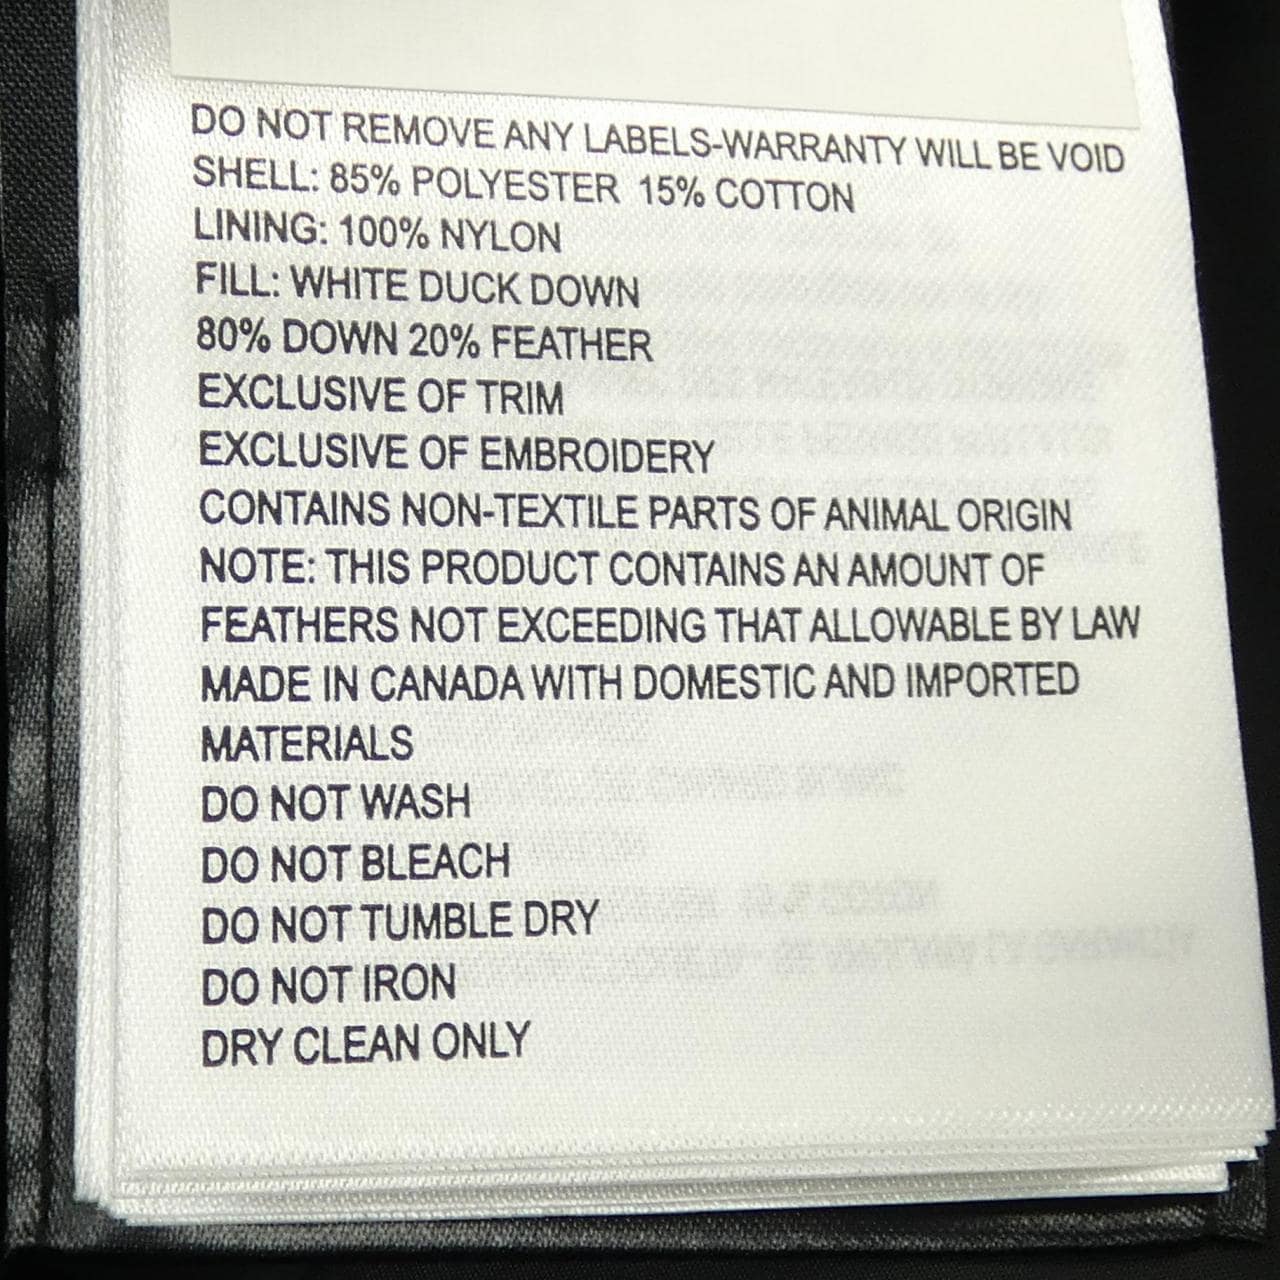 DO NOT REMOVE ANY LABELS-WARRANTY WILL BE VOID
SHELL: 85% POLYESTER 15% COTTON
LINING: 100% NYLON
FILL: WHITE DUCK DOWN
80% DOWN 20% FEATHER
EXCLUSIVE OF TRIM
EXCLUSIVE OF EMBROIDERY
CONTAINS NON-TEXTILE PARTS OF ANIMAL ORIGIN
NOTE: THIS PRODUCT CONTAINS AN AMOUNT OF
FEATHERS NOT EXCEEDING THAT ALLOWABLE BY LAW
MADE IN CANADA WITH DOMESTIC AND IMPORTED
MATERIALS
DO NOT WASH
DO NOT BLEACH
DO NOT TUMBLE DRY
DO NOT IRON
DRY CLEAN ONLY